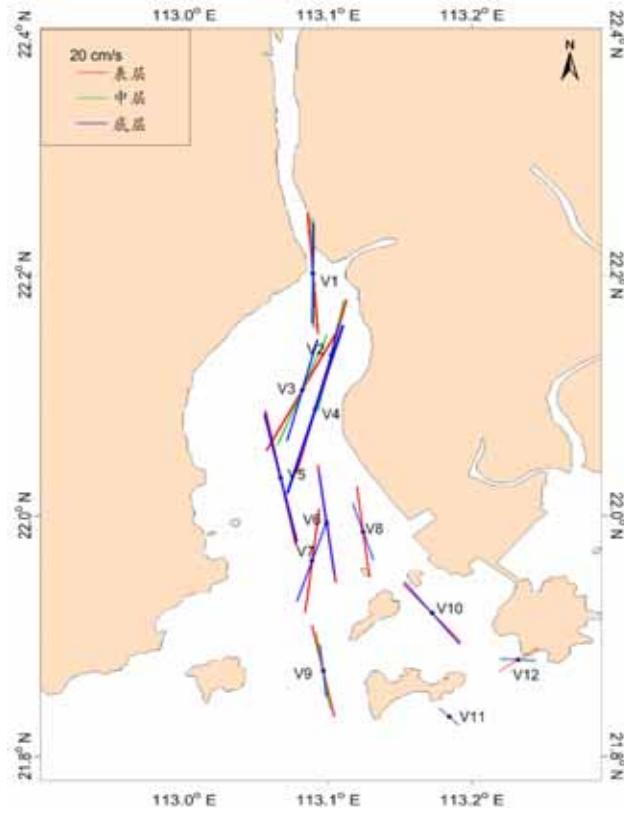 113.0° E
113.1° E
113.2° E
22.4° N
22.4° N
20 cm/s
表层
中层
底层
N
22.2° N
22.2° N
V1
V2
V3
V4
V5
22.0° N
22.0° N
V6
V8
V7
V10
V9
V12
V11
21.8° N
21.8° N
113.0° E
113.1° E
113.2° E